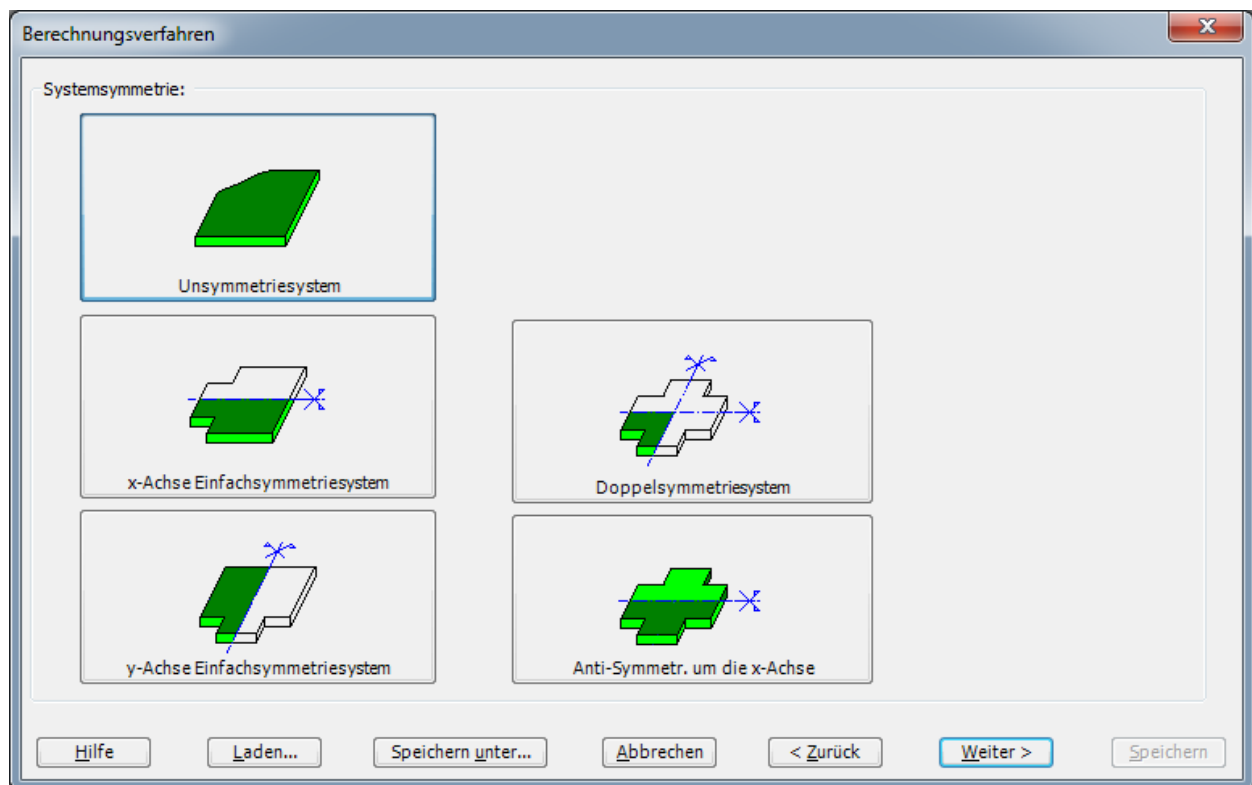 Berechnungsverfahren
Systemsymmetrie:
Unsymmetriesystem
x-Achse Einfachsymmetriesystem
Doppelsymmetriesystem
y-Achse Einfachsymmetriesystem
Anti-Symmetr. um die x-Achse
Hilfe
Laden...
Speichern unter...
Abbrechen
< Zurück
Weiter >
Speichern